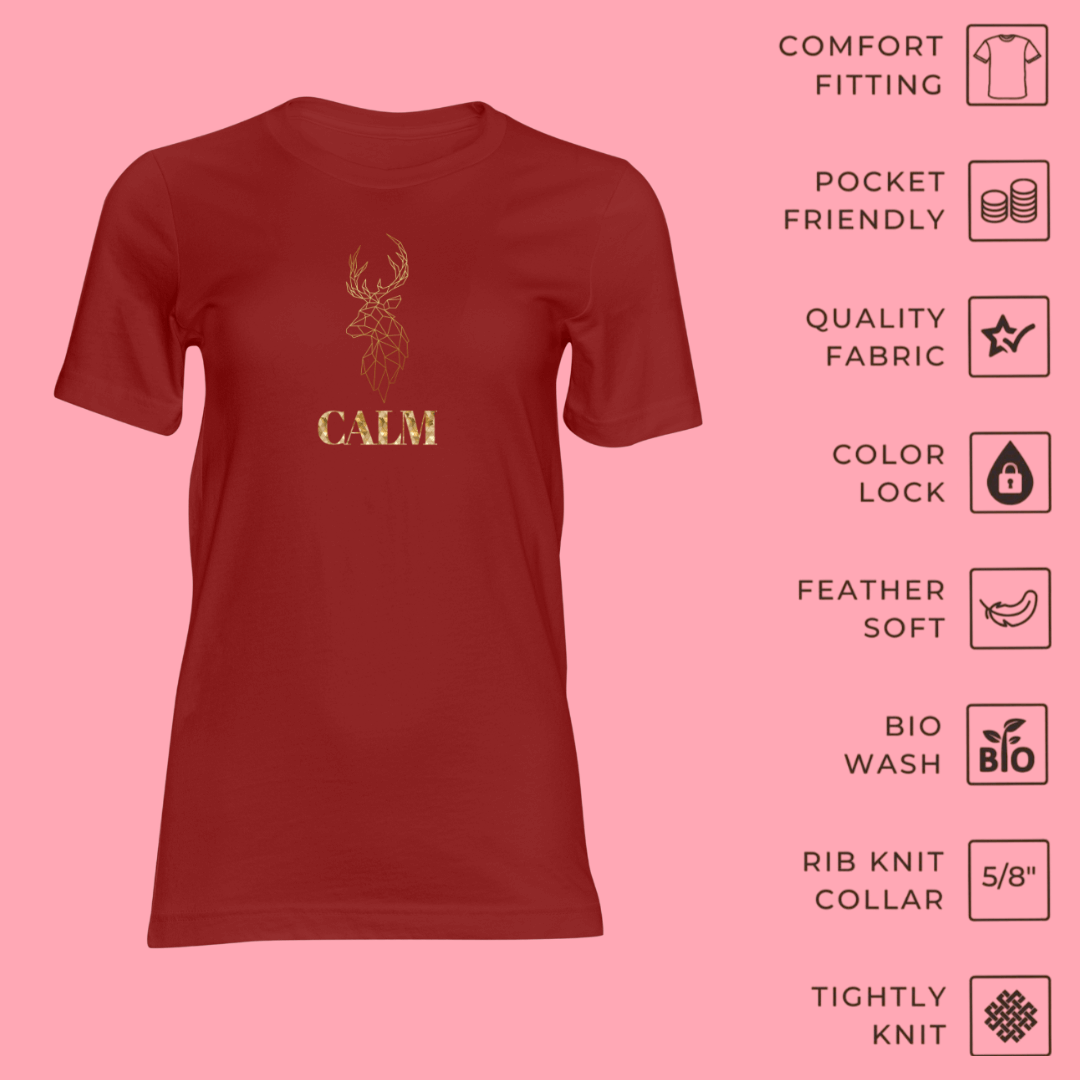 CALM
COMFORT
FITTING
POCKET
FRIENDLY
QUALITY
FABRIC
COLOR
LOCK
FEATHER
SOFT
BIO
WASH
BIO
RIB KNIT
COLLAR
5/8"
TIGHTLY
KNIT